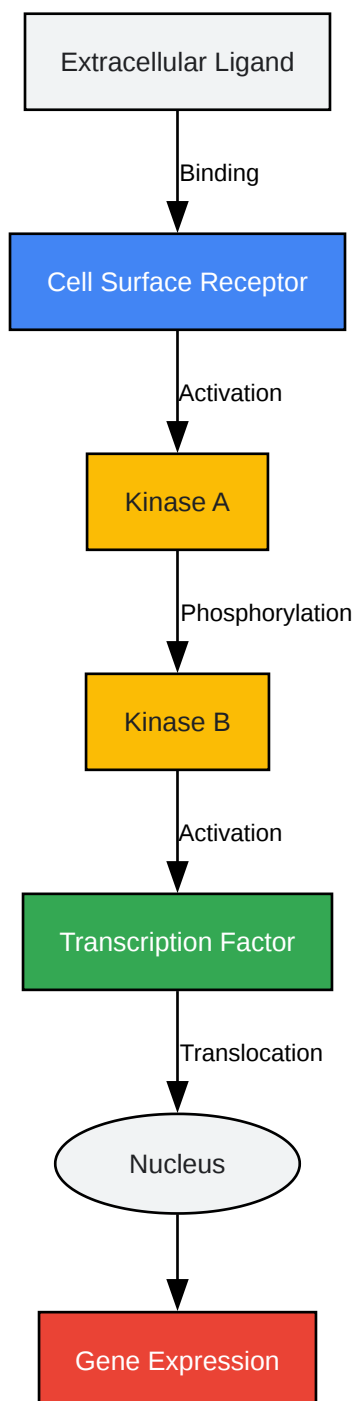 Extracellular Ligand
Binding
Cell Surface Receptor
Activation
Kinase A
Phosphorylation
Kinase B
Activation
Transcription Factor
Translocation
Nucleus
Gene Expression